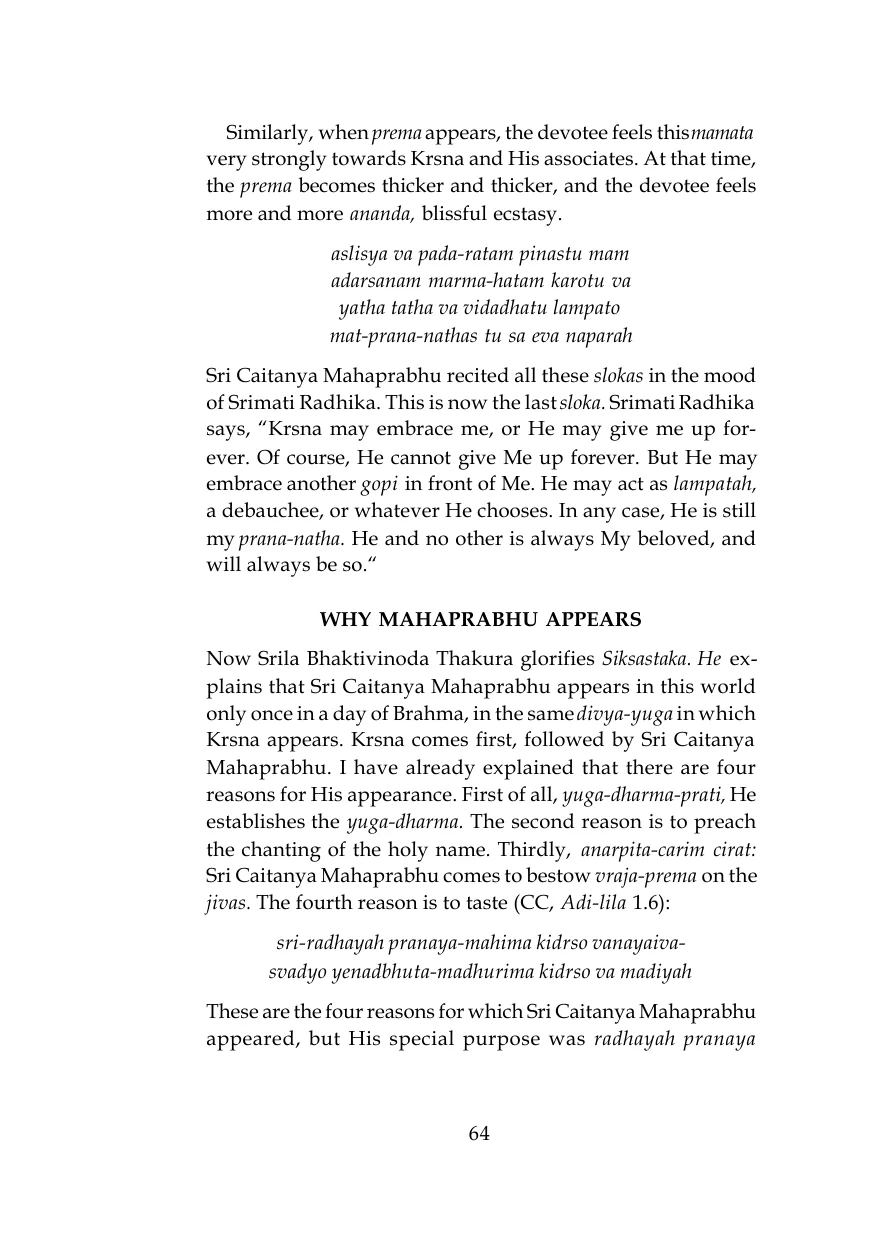 Similarly, when prema appears, the devotee feels this mamata
very strongly towards Krsna and His associates. At that time,
the prema becomes thicker and thicker, and the devotee feels
more and more ananda, blissful ecstasy.
aslisya va pada-ratam pinastu mam
adarsanam marma-hatam karotu va
yatha tatha va vidadhatu lampato
mat-prana-nathas tu sa eva naparah
Sri Caitanya Mahaprabhu recited all these slokas in the mood
of Srimati Radhika. This is now the last sloka. Srimati Radhika
says, “Krsna may embrace me, or He may give me up for-
ever. Of course, He cannot give Me up forever. But He may
embrace another gopi in front of Me. He may act as lampatah,
a debauchee, or whatever He chooses. In any case, He is still
my prana-natha. He and no other is always My beloved, and
will always be so.“
WHY MAHAPRABHU APPEARS
Now Srila Bhaktivinoda Thakura glorifies Siksastaka. He ex-
plains that Sri Caitanya Mahaprabhu appears in this world
only once in a day of Brahma, in the same divya-yuga in which
Krsna appears. Krsna comes first, followed by Sri Caitanya
Mahaprabhu. I have already explained that there are four
reasons for His appearance. First of all, yuga-dharma-prati, He
establishes the yuga-dharma. The second reason is to preach
the chanting of the holy name. Thirdly, anarpita-carim cirat:
Sri Caitanya Mahaprabhu comes to bestow vraja-prema on the
jivas. The fourth reason is to taste (CC, Adi-lila 1.6):
sri-radhayah pranaya-mahima kidrso vanayaiva-
svadyo yenadbhuta-madhurima kidrso va madiyah
These are the four reasons for which Sri Caitanya Mahaprabhu
appeared, but His special purpose was radhayah pranaya
64